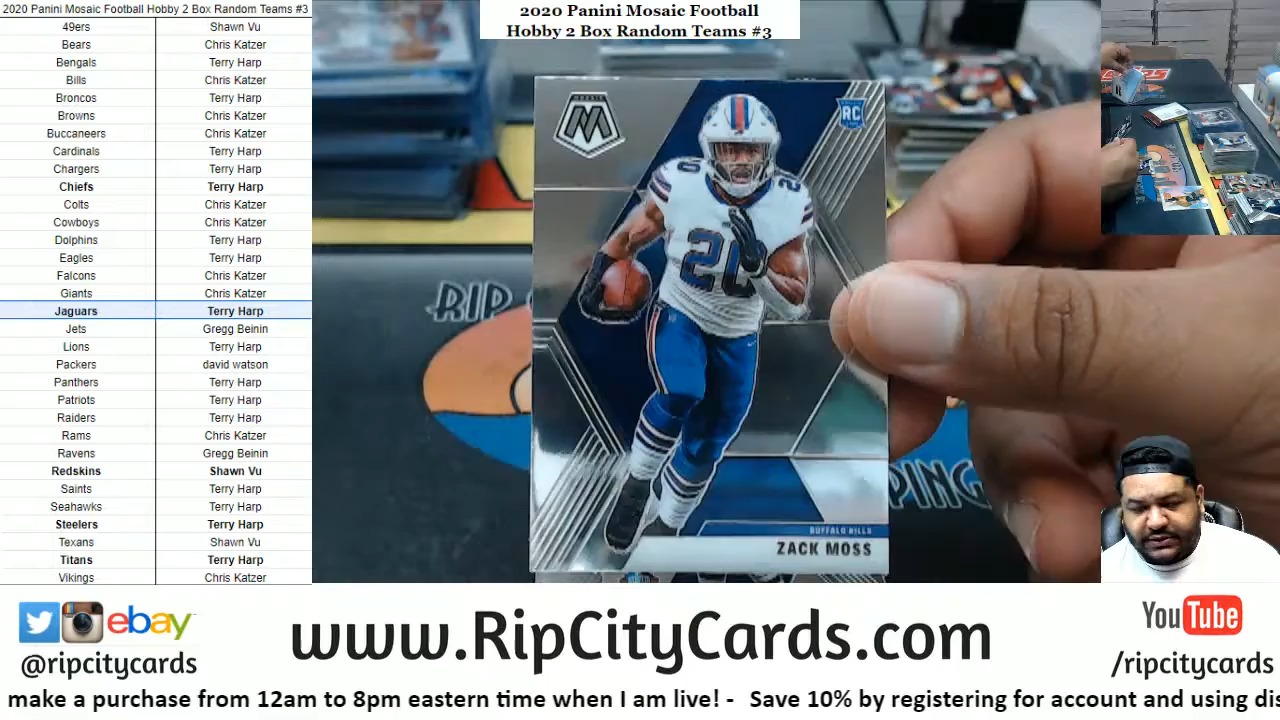 2020 Panini Mosaic Football Hobby 2 Box Random Teams #3
49ers Shawn Vu
Bears Chris Katzer
Bengals Terry Harp
Bills Chris Katzer
Broncos Terry Harp
Browns Chris Katzer
Buccaneers Chris Katzer
Cardinals Terry Harp
Chargers Terry Harp
Chiefs Terry Harp
Colts Chris Katzer
Cowboys Chris Katzer
Dolphins Terry Harp
Eagles Terry Harp
Falcons Chris Katzer
Giants Chris Katzer
Jaguars Terry Harp
Jets Gregg Beinin
Lions Terry Harp
Packers david watson
Panthers Terry Harp
Patriots Terry Harp
Raiders Terry Harp
Rams Chris Katzer
Ravens Gregg Beinin
Redskins Shawn Vu
Saints Terry Harp
Seahawks Terry Harp
Steelers Terry Harp
Texans Shawn Vu
Titans Terry Harp
Vikings Chris Katzer
2020 Panini Mosaic Football
Hobby 2 Box Random Teams #3
M
RC
20
20
BUFFALO BILLS
ZACK MOSS
RIP
PING
ebay
@ripcitycards
www.RipCityCards.com
YouTube
/ripcitycards
make a purchase from 12am to 8pm eastern time when I am live! - Save 10% by registering for account and using dis